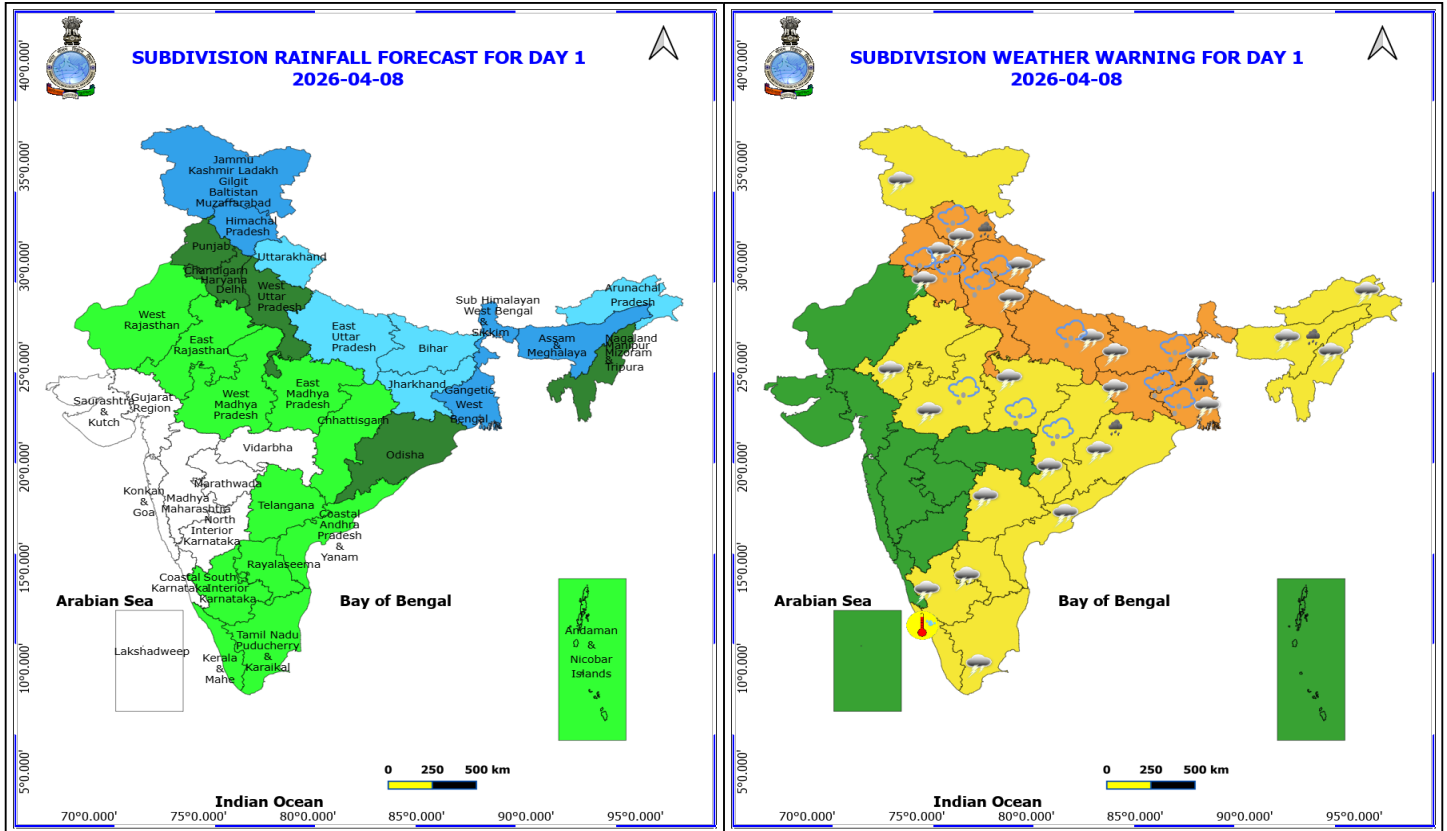 SUBDIVISION RAINFALL FORECAST FOR DAY 1
2026-04-08
40°0.000'
35°0.000'
30°0.000'
25°0.000'
20°0.000'
15°0.000'
10°0.000'
5°0.000'
Jammu
Kashmir Ladakh
Gilgit
Baltistan
Muzaffarabad
Himachal
Pradesh
Punjab
Uttarakhand
Chandigarh
Haryana
Delhi
West
Uttar
Pradesh
Arunachal
Pradesh
Sub Himalayan
West Bengal
&
Sikkim
West
Rajasthan
East
Rajasthan
East
Uttar
Pradesh
Bihar
Assam
&
Meghalaya
Nagaland
Manipur
Mizoram
&
Tripura
Jharkhand
Gangetic
West
Bengal
Saurashtra
&
Kutch
Gujarat
Region
West
Madhya
Pradesh
East
Madhya
Pradesh
Chhattisgarh
Vidarbha
Odisha
Konkan
&
Goa
Marathwada
Madhya
Maharashtra
North
Interior
Karnataka
Telangana
Coastal
Andhra
Pradesh
&
Yanam
Rayalaseema
Coastal
Karnataka
South
Interior
Karnataka
Arabian Sea
Bay of Bengal
Lakshadweep
Tamil Nadu
Puducherry
&
Karaikal
Kerala
&
Mahe
Andaman
&
Nicobar
Islands
0 250 500 km
Indian Ocean
70°0.000' 75°0.000' 80°0.000' 85°0.000' 90°0.000' 95°0.000'
SUBDIVISION WEATHER WARNING FOR DAY 1
2026-04-08
40°0.000'
35°0.000'
30°0.000'
25°0.000'
20°0.000'
15°0.000'
10°0.000'
5°0.000'
Arabian Sea
Bay of Bengal
0 250 500 km
Indian Ocean
70°0.000' 75°0.000' 80°0.000' 85°0.000' 90°0.000' 95°0.000'